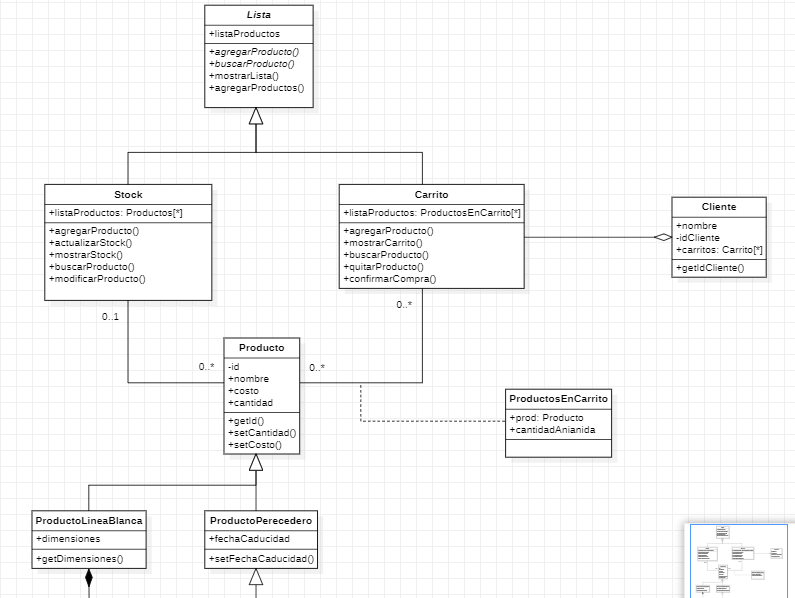 Lista
+listaProductos
+agregarProducto()
+buscarProducto()
+mostrarLista()
+agregarProductos()
Stock
+listaProductos: Productos[*]
+agregarProducto()
+actualizarStock()
+mostrarStock()
+buscarProducto()
+modificarProducto()
Carrito
+listaProductos: ProductosEnCarrito[*]
+agregarProducto()
+mostrarCarrito()
+buscarProducto()
+quitarProducto()
+confirmarCompra()
Cliente
+nombre
-idCliente
+carritos: Carrito[*]
+getIdCliente()
0..1
0..*
0..*
0..*
Producto
-id
+nombre
+costo
+cantidad
+getId()
+setCantidad()
+setCosto()
ProductosEnCarrito
+prod: Producto
+cantidadAnianida
ProductoLineaBlanca
+dimensiones
+getDimensiones()
ProductoPerecedero
+fechaCaducidad
+setFechaCaducidad()